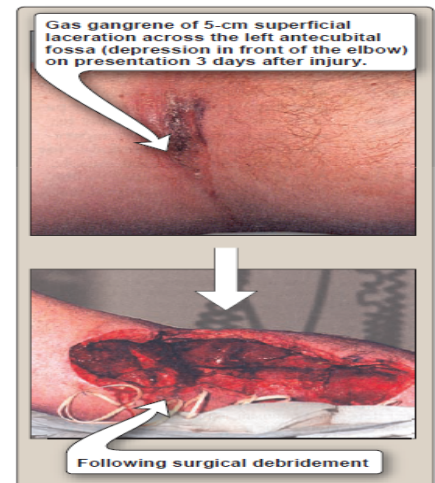 Gas gangrene of 5-cm superficial
laceration across the left antecubital
fossa (depression in front of the elbow)
on presentation 3 days after injury.
Following surgical debridement